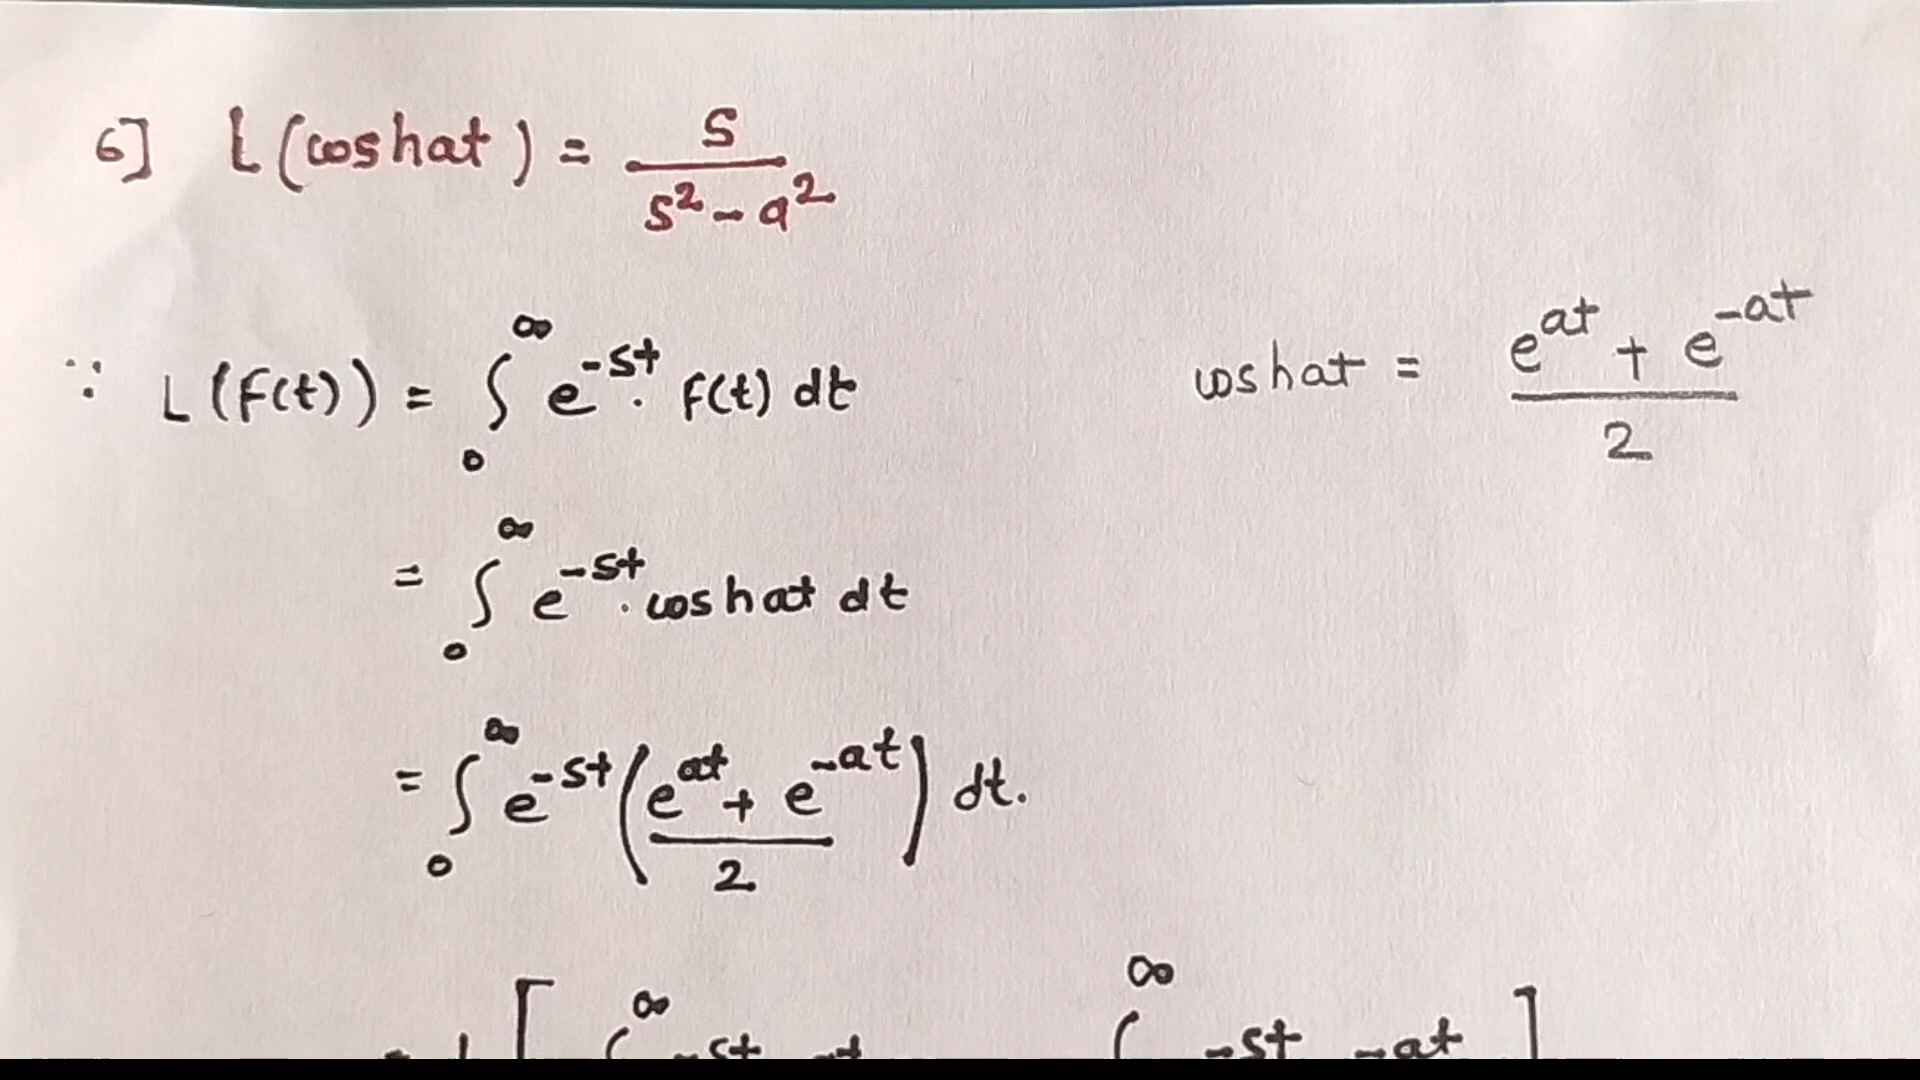 6] L(coshat) = s / s² - a²
∵ L(f(t)) = ∫₀^∞ e^-st . f(t) dt
coshat = e^at + e^-at / 2
= ∫₀^∞ e^-st . coshat dt
= ∫₀^∞ e^-st (e^at + e^-at / 2) dt.